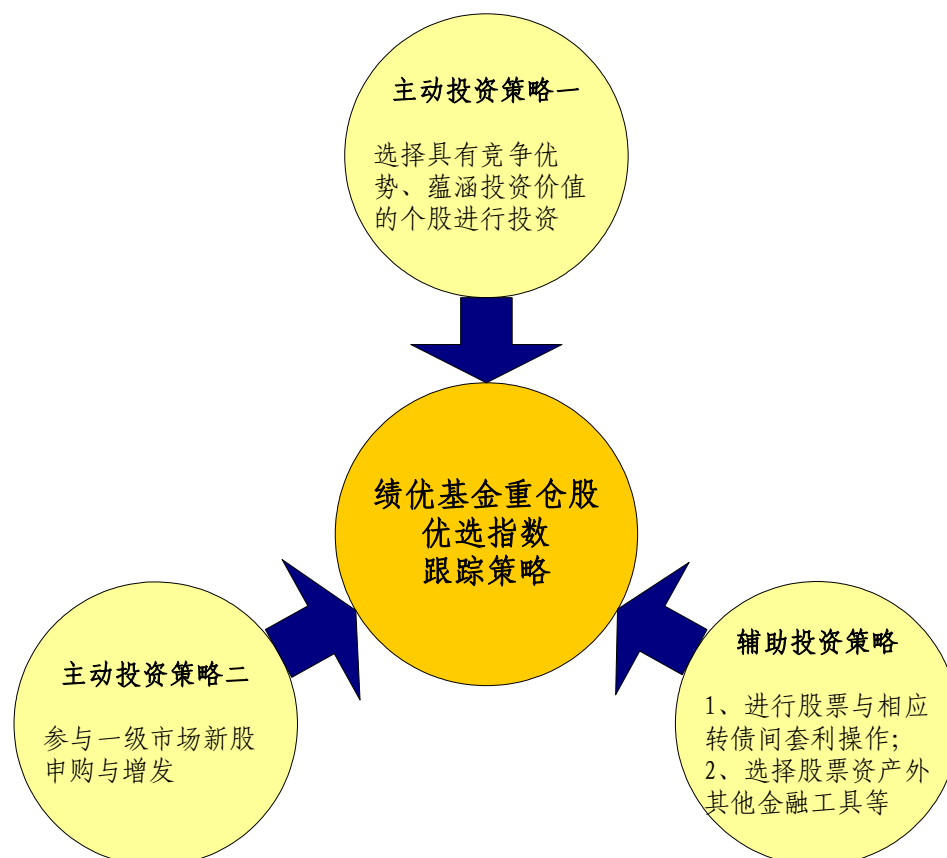 主动投资策略一
选择具有竞争优
势、蕴涵投资价值
的个股进行投资
绩优基金重仓股
优选指数
跟踪策略
主动投资策略二
参与一级市场新股
申购与增发
辅助投资策略
1、进行股票与相应
转债间套利操作;
2、选择股票资产外
其他金融工具等